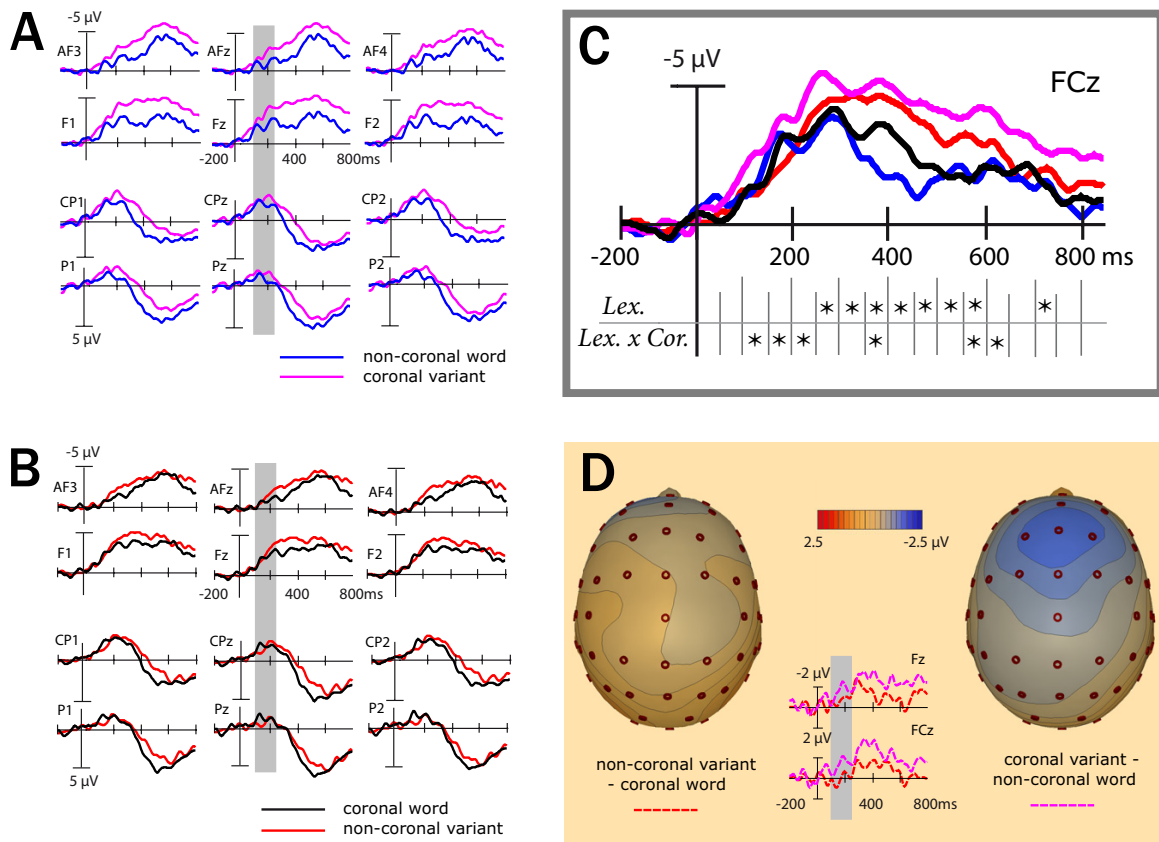 A
-5 µV
AF3
AFz
AF4
F1
Fz
F2
-200
400
800ms
CP1
CPz
CP2
P1
Pz
P2
5 µV
non-coronal word
coronal variant
B
-5 µV
AF3
AFz
AF4
F1
Fz
F2
-200
400
800ms
CP1
CPz
CP2
P1
Pz
P2
5 µV
coronal word
non-coronal variant
C
-5 µV
FCz
-200
200
400
600
800 ms
Lex.
* * * * * * * *
Lex. x Cor.
* * * * * *
D
2.5
-2.5 µV
Fz
-2 µV
FCz
2 µV
-200
400
800ms
non-coronal variant
- coronal word
coronal variant -
non-coronal word